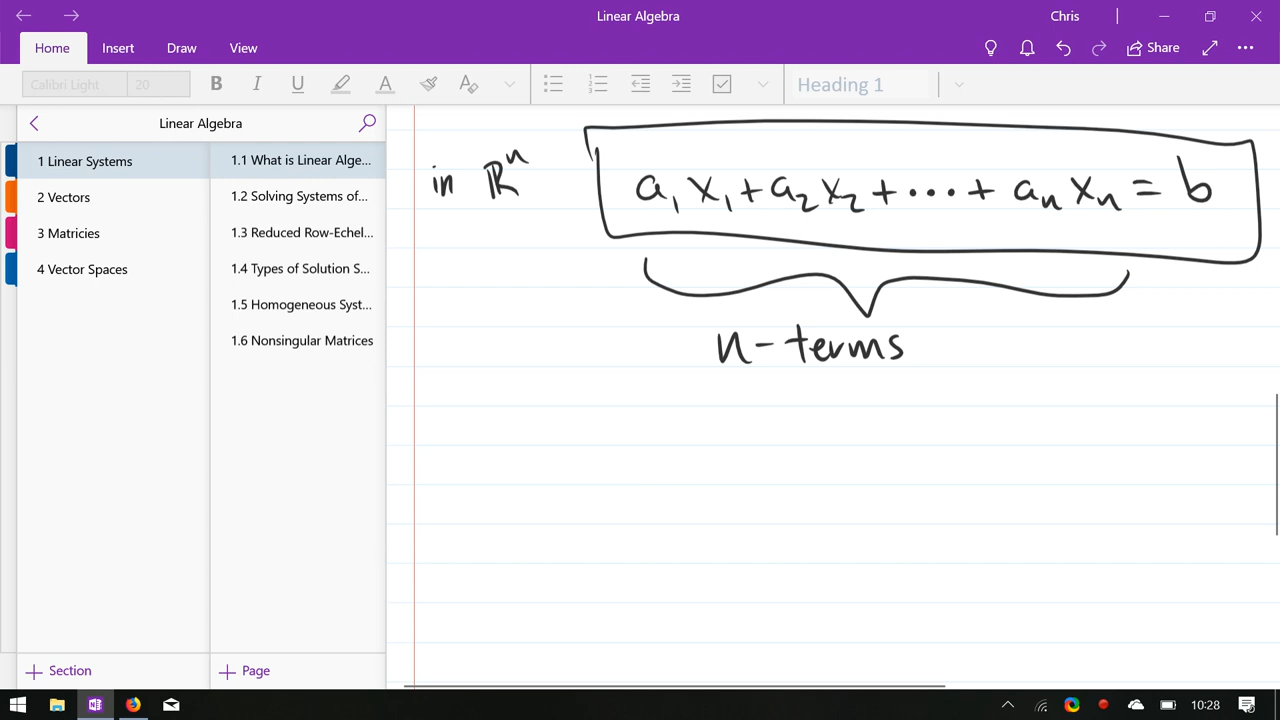 Linear Algebra
Chris
Home Insert Draw View
Share
Calibri Light 20 B I U A A Heading 1
Linear Algebra
1 Linear Systems
2 Vectors
3 Matricies
4 Vector Spaces
1.1 What is Linear Alge...
1.2 Solving Systems of...
1.3 Reduced Row-Echel...
1.4 Types of Solution S...
1.5 Homogeneous Syst...
1.6 Nonsingular Matrices
in ℝⁿ a₁x₁ + a₂x₂ + ··· + aₙxₙ = b
n-terms
Section
Page
10:28